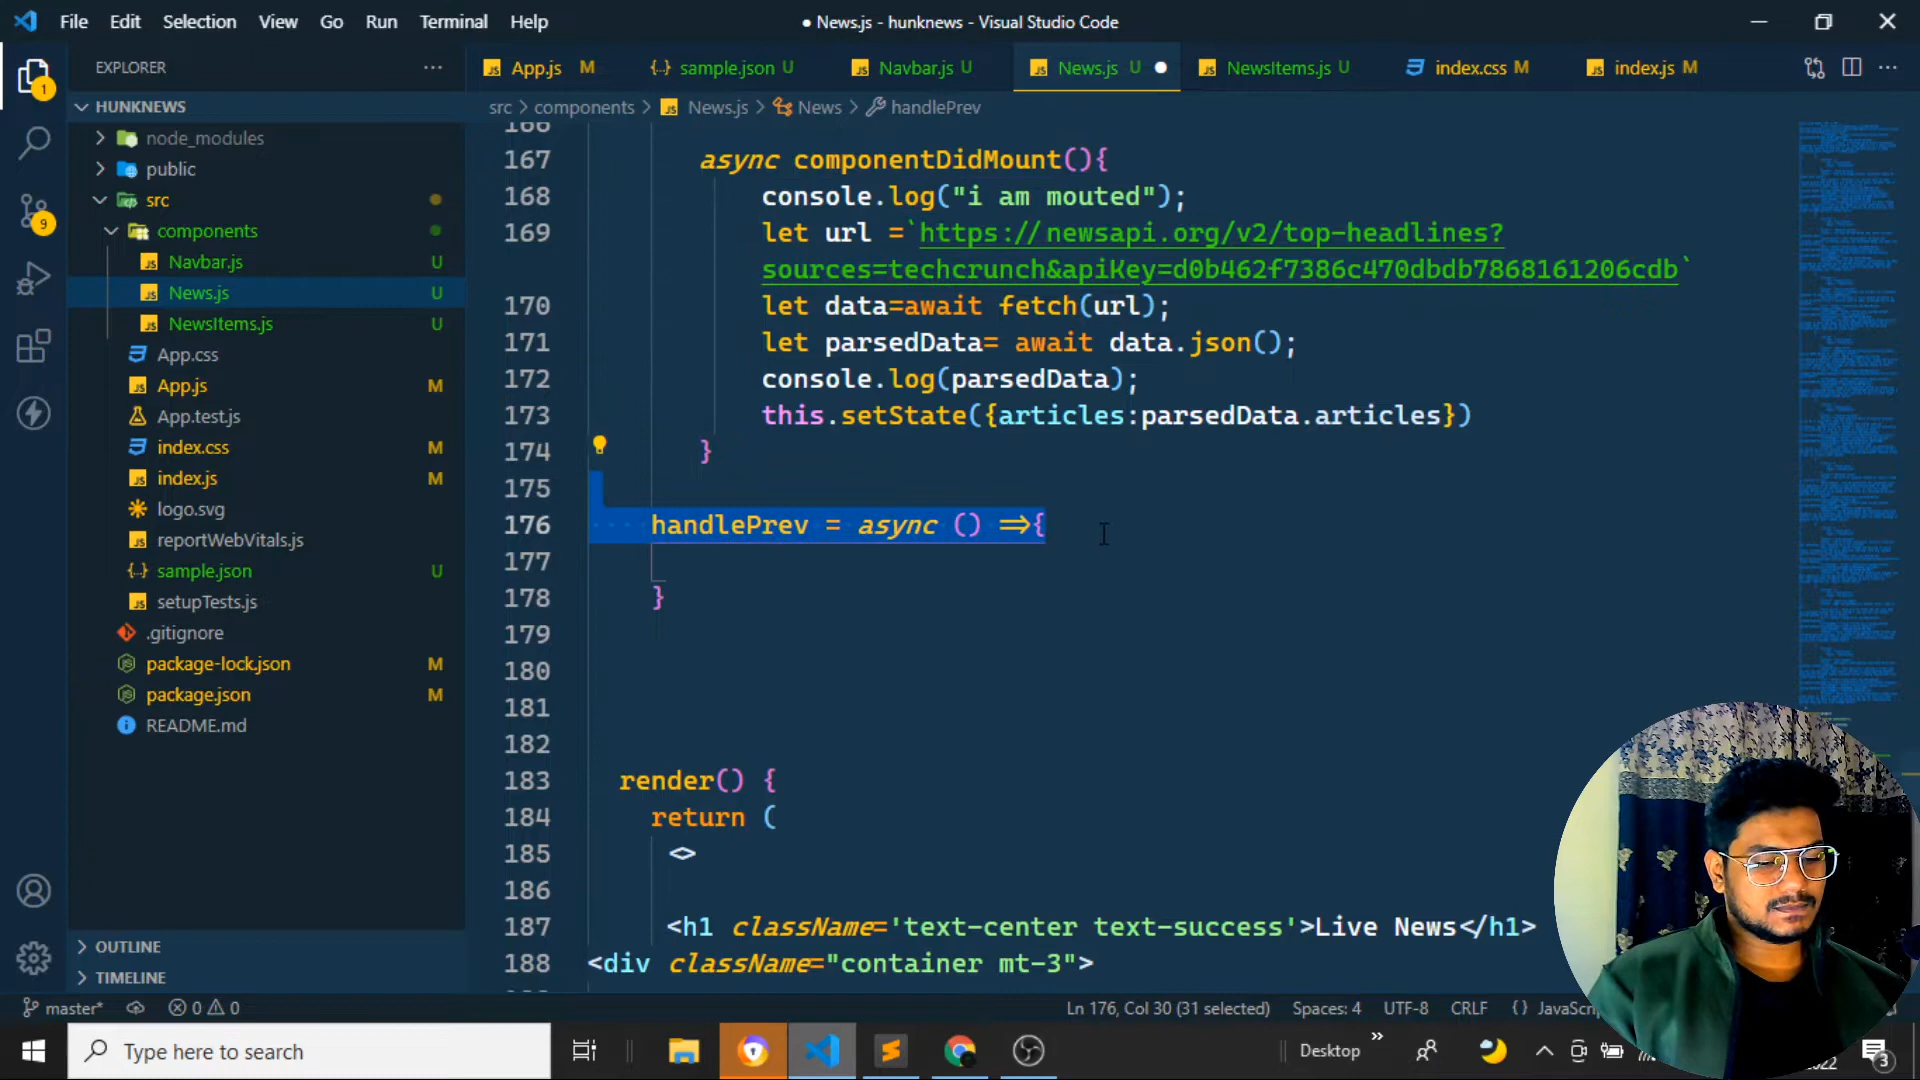 File Edit Selection View Go Run Terminal Help
● News.js - hunknews - Visual Studio Code
EXPLORER
App.js M
sample.json U
Navbar.js U
News.js U
NewsItems.js U
index.css M
index.js M
HUNKNEWS
src > components > News.js > News > handlePrev
node_modules
public
src
components
Navbar.js U
News.js U
NewsItems.js U
App.css
App.js M
App.test.js
index.css M
index.js M
logo.svg
reportWebVitals.js
sample.json U
setupTests.js
.gitignore
package-lock.json M
package.json M
README.md
OUTLINE
TIMELINE
1
9
166
167 async componentDidMount(){
168 console.log("i am mouted");
169 let url =`https://newsapi.org/v2/top-headlines?
sources=techcrunch&apiKey=d0b462f7386c470dbdb7868161206cdb`
170 let data=await fetch(url);
171 let parsedData= await data.json();
172 console.log(parsedData);
173 this.setState({articles:parsedData.articles})
174 }
175
176 handlePrev = async () =>{
177
178 }
179
180
181
182
183 render() {
184 return (
185 <>
186
187 <h1 className='text-center text-success'>Live News</h1>
188 <div className="container mt-3">
master* 0 0
Ln 176, Col 30 (31 selected) Spaces: 4 UTF-8 CRLF {}
Type here to search
Desktop
2022
3